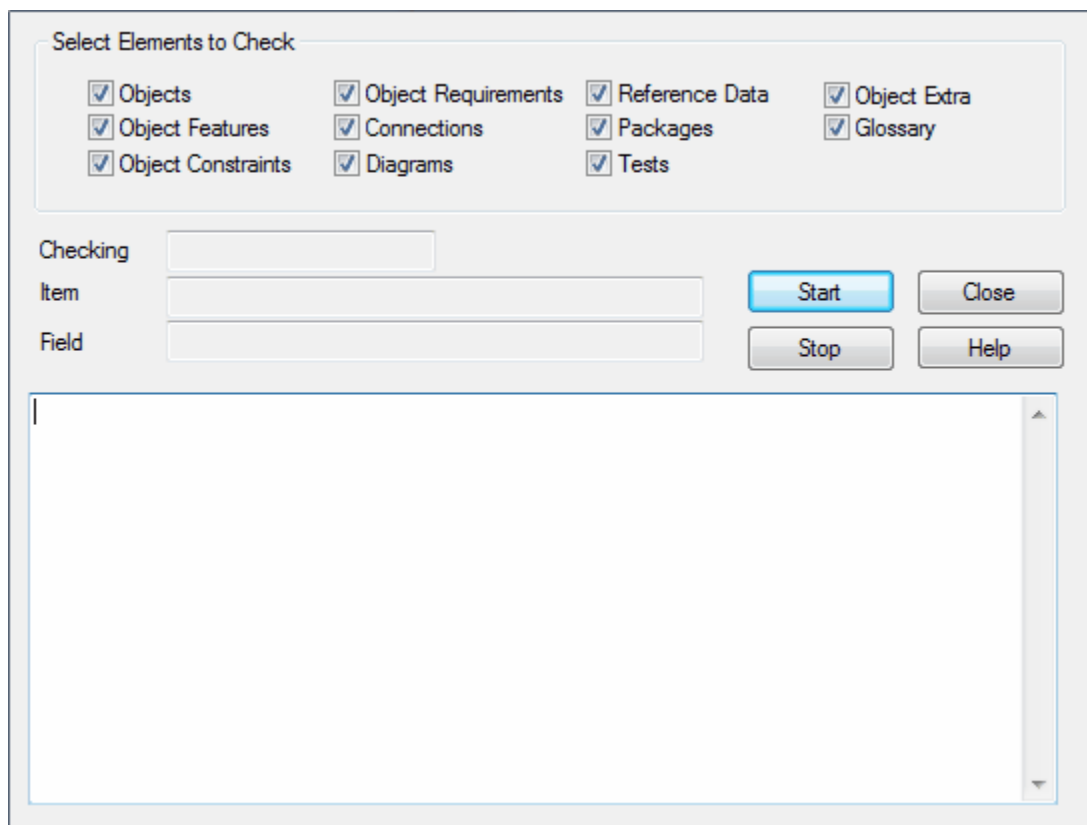 Select Elements to Check
Objects Object Requirements Reference Data Object Extra
Object Features Connections Packages Glossary
Object Constraints Diagrams Tests
Checking
Item Start Close
Field Stop Help